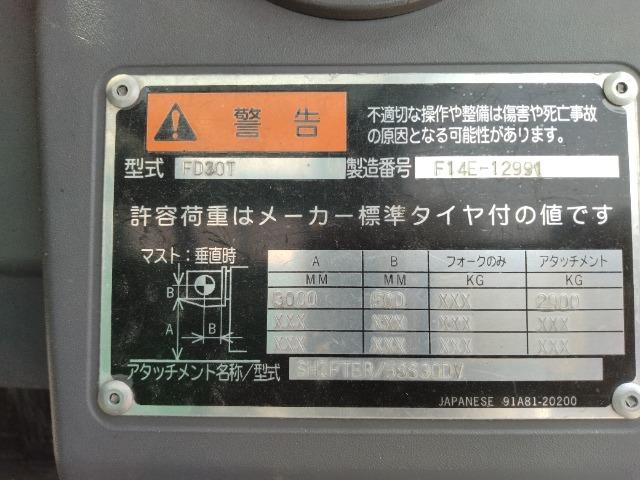 警告
不適切な操作や整備は傷害や死亡事故
の原因となる可能性があります。
型式 FD30T 製造番号 F14E-12991
許容荷重はメーカー標準タイヤ付の値です
マスト：垂直時
A B フォークのみ アタッチメント
MM MM KG KG
3000 500 XXX 2900
XXX XXX XXX XXX
XXX XXX XXX XXX
B
A
B
アタッチメント名称/型式 SHIFTER/
JAPANESE 91A81-20200